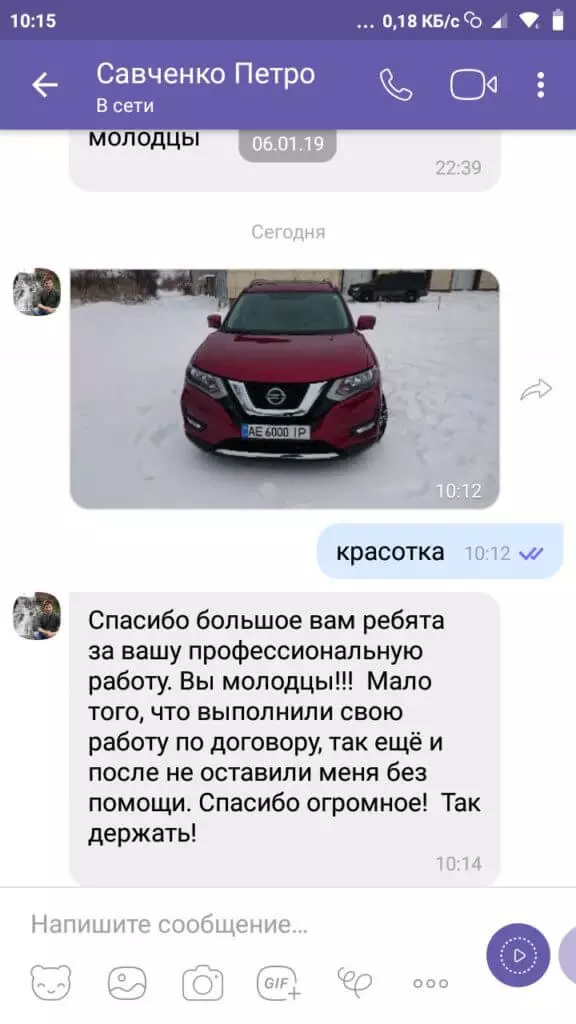 10:15
... 0,18 КБ/с
Савченко Петро
В сети
молодцы
06.01.19
22:39
Сегодня
AE 6000 IP
10:12
красотка 10:12
Спасибо большое вам ребята
за вашу профессиональную
работу. Вы молодцы!!! Мало
того, что выполнили свою
работу по договору, так ещё и
после не оставили меня без
помощи. Спасибо огромное! Так
держать!
10:14
Напишите сообщение...
GIF